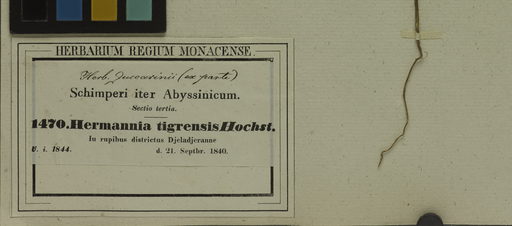 HERBARIUM REGIUM MONACENSE.
Herb. Zuccarinii (ex parte)
Schimperi iter Abyssinicum.
Sectio tertia.
1470. Hermannia tigrensis Hochst.
In rupibus districtus Djeladjeranne
U. i. 1844. d. 21. Septbr. 1840.